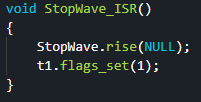 void StopWave_ISR()
{
    StopWave.rise(NULL);
    t1.flags_set(1);
}